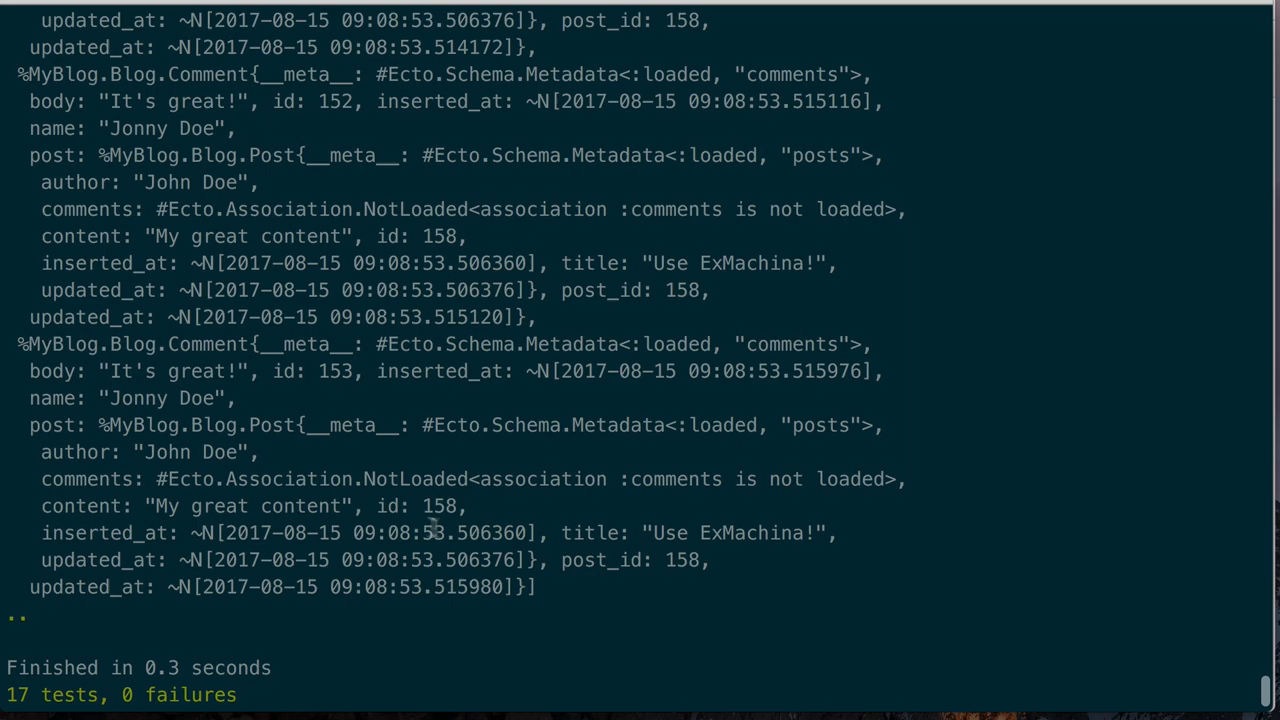 updated_at: ~N[2017-08-15 09:08:53.506376]}, post_id: 158,
updated_at: ~N[2017-08-15 09:08:53.514172]},
%MyBlog.Blog.Comment{__meta__: #Ecto.Schema.Metadata<:loaded, "comments">,
body: "It's great!", id: 152, inserted_at: ~N[2017-08-15 09:08:53.515116],
name: "Jonny Doe",
post: %MyBlog.Blog.Post{__meta__: #Ecto.Schema.Metadata<:loaded, "posts">,
author: "John Doe",
comments: #Ecto.Association.NotLoaded<association :comments is not loaded>,
content: "My great content", id: 158,
inserted_at: ~N[2017-08-15 09:08:53.506360], title: "Use ExMachina!",
updated_at: ~N[2017-08-15 09:08:53.506376]}, post_id: 158,
updated_at: ~N[2017-08-15 09:08:53.515120]},
%MyBlog.Blog.Comment{__meta__: #Ecto.Schema.Metadata<:loaded, "comments">,
body: "It's great!", id: 153, inserted_at: ~N[2017-08-15 09:08:53.515976],
name: "Jonny Doe",
post: %MyBlog.Blog.Post{__meta__: #Ecto.Schema.Metadata<:loaded, "posts">,
author: "John Doe",
comments: #Ecto.Association.NotLoaded<association :comments is not loaded>,
content: "My great content", id: 158,
inserted_at: ~N[2017-08-15 09:08:53.506360], title: "Use ExMachina!",
updated_at: ~N[2017-08-15 09:08:53.506376]}, post_id: 158,
updated_at: ~N[2017-08-15 09:08:53.515980]}]
..
Finished in 0.3 seconds
17 tests, 0 failures